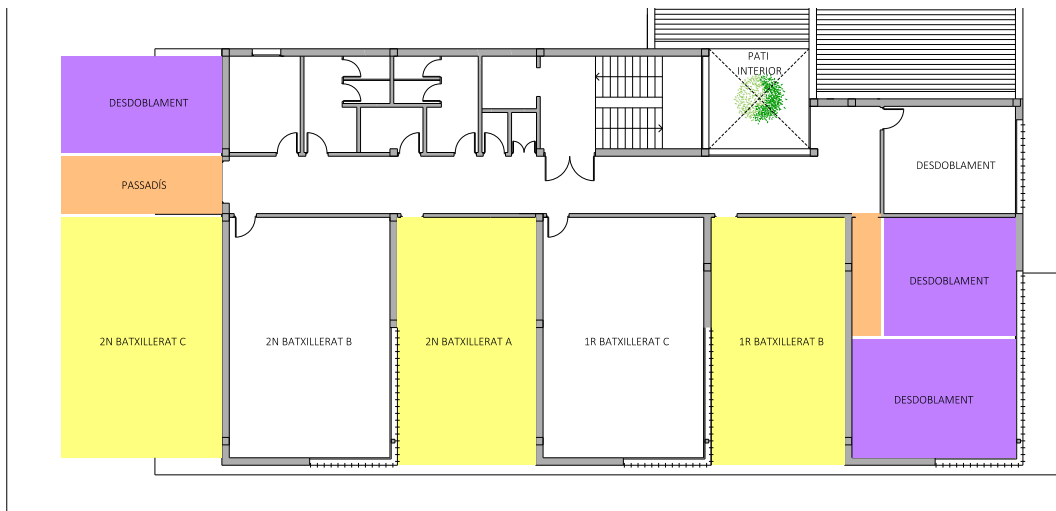 PATI
INTERIOR
DESDOBLAMENT
DESDOBLAMENT
PASSADÍS
DESDOBLAMENT
2N BATXILLERAT C
2N BATXILLERAT B
2N BATXILLERAT A
1R BATXILLERAT C
1R BATXILLERAT B
DESDOBLAMENT